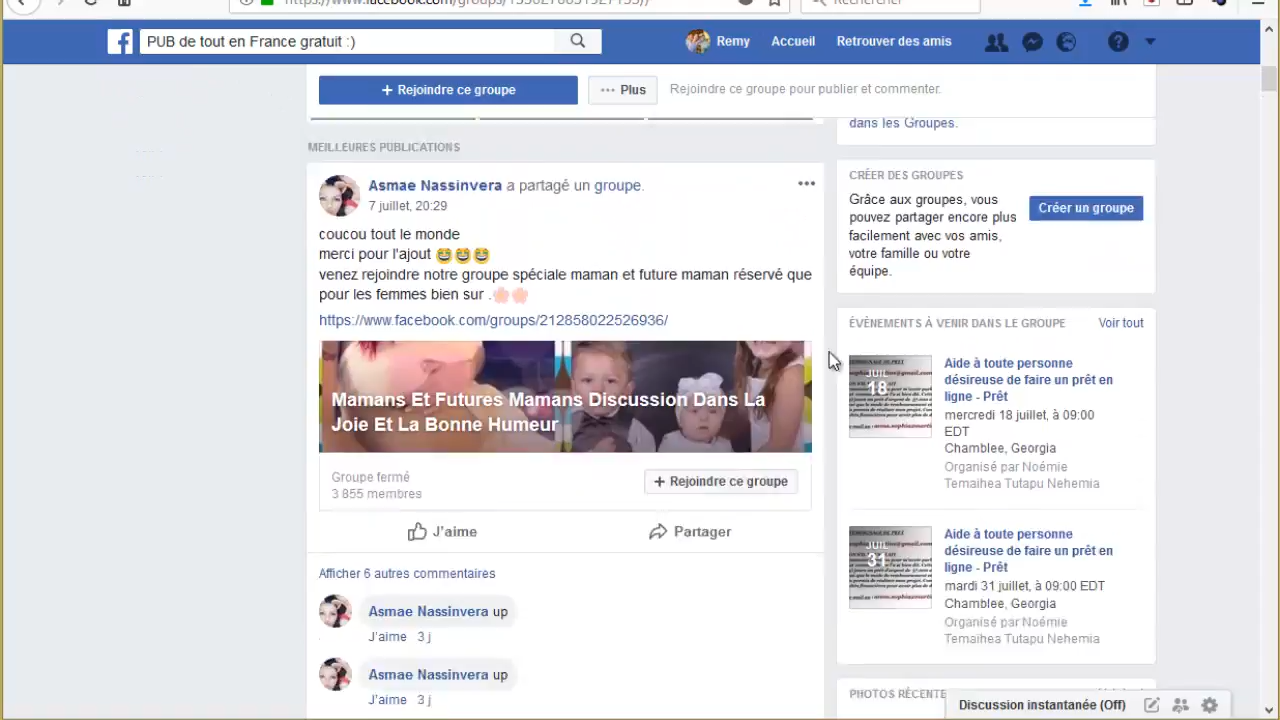 PUB de tout en France gratuit :)
Remy
Accueil
Retrouver des amis
+ Rejoindre ce groupe
Plus
Rejoindre ce groupe pour publier et commenter.
dans les Groupes.
MEILLEURES PUBLICATIONS
Asmae Nassinvera a partagé un groupe.
7 juillet, 20:29
coucou tout le monde
merci pour l'ajout
venez rejoindre notre groupe spéciale maman et future maman réservé que
pour les femmes bien sur .
https://www.facebook.com/groups/212858022526936/
Mamans Et Futures Mamans Discussion Dans La
Joie Et La Bonne Humeur
Groupe fermé
3 855 membres
+ Rejoindre ce groupe
J'aime
Partager
Afficher 6 autres commentaires
Asmae Nassinvera up
J'aime 3 j
Asmae Nassinvera up
J'aime 3 j
CRÉER DES GROUPES
Grâce aux groupes, vous
pouvez partager encore plus
facilement avec vos amis,
votre famille ou votre
équipe.
Créer un groupe
ÉVÈNEMENTS À VENIR DANS LE GROUPE
Voir tout
JUIL
18
Aide à toute personne
désireuse de faire un prêt en
ligne - Prêt
mercredi 18 juillet, à 09:00
EDT
Chamblee, Georgia
Organisé par Noémie
Temaihea Tutapu Nehemia
JUIL
31
Aide à toute personne
désireuse de faire un prêt en
ligne - Prêt
mardi 31 juillet, à 09:00 EDT
Chamblee, Georgia
Organisé par Noémie
Temaihea Tutapu Nehemia
PHOTOS RÉCENTE
Discussion instantanée (Off)